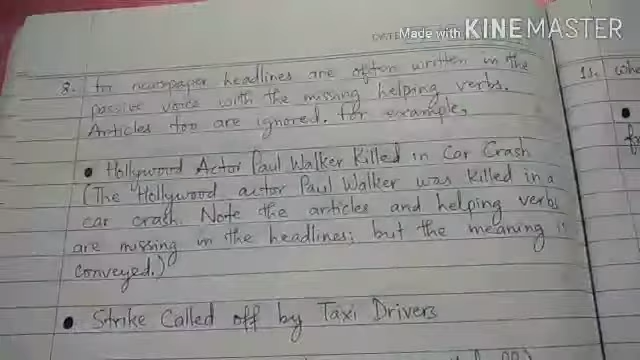 DATE
Made with KINEMASTER
8. The newspaper headlines are often written in the
passive voice with the missing helping verbs.
Articles too are ignored. For example,
• Hollywood Actor Paul Walker Killed in Car Crash
(The Hollywood actor Paul Walker was killed in a
car crash. Note the articles and helping verbs
are missing in the headlines; but the meaning is
conveyed.)
• Strike Called off by Taxi Drivers